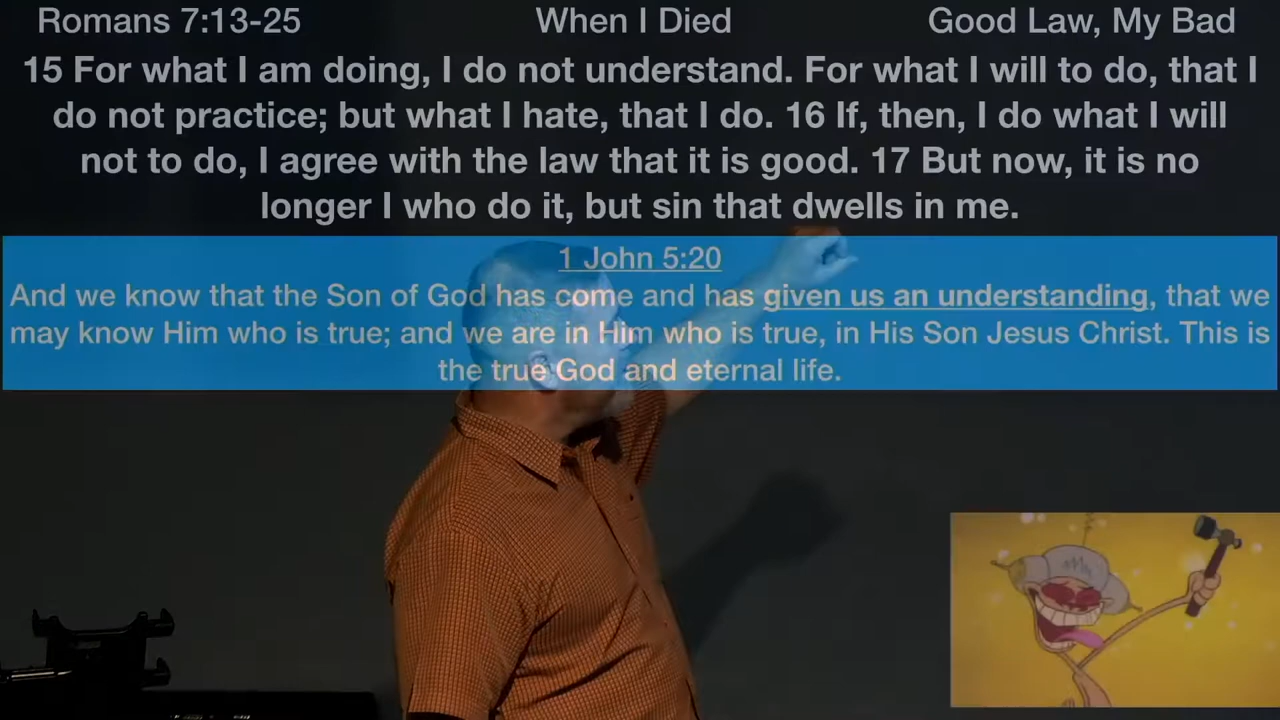 Romans 7:13-25 When I Died Good Law, My Bad
15 For what I am doing, I do not understand. For what I will to do, that I
do not practice; but what I hate, that I do. 16 If, then, I do what I will
not to do, I agree with the law that it is good. 17 But now, it is no
longer I who do it, but sin that dwells in me.
1 John 5:20
And we know that the Son of God has come and has given us an understanding, that we
may know Him who is true; and we are in Him who is true, in His Son Jesus Christ. This is
the true God and eternal life.